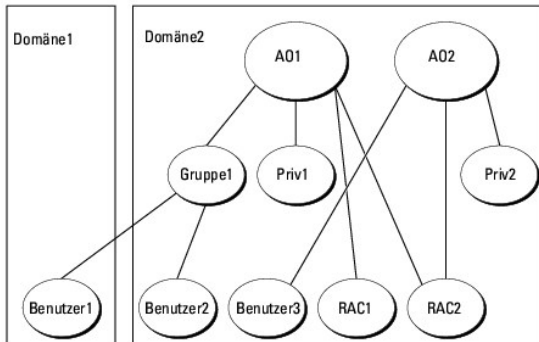 Domäne1
Domäne2
AO1
AO2
Gruppe1
Priv1
Priv2
Benutzer1
Benutzer2
Benutzer3
RAC1
RAC2